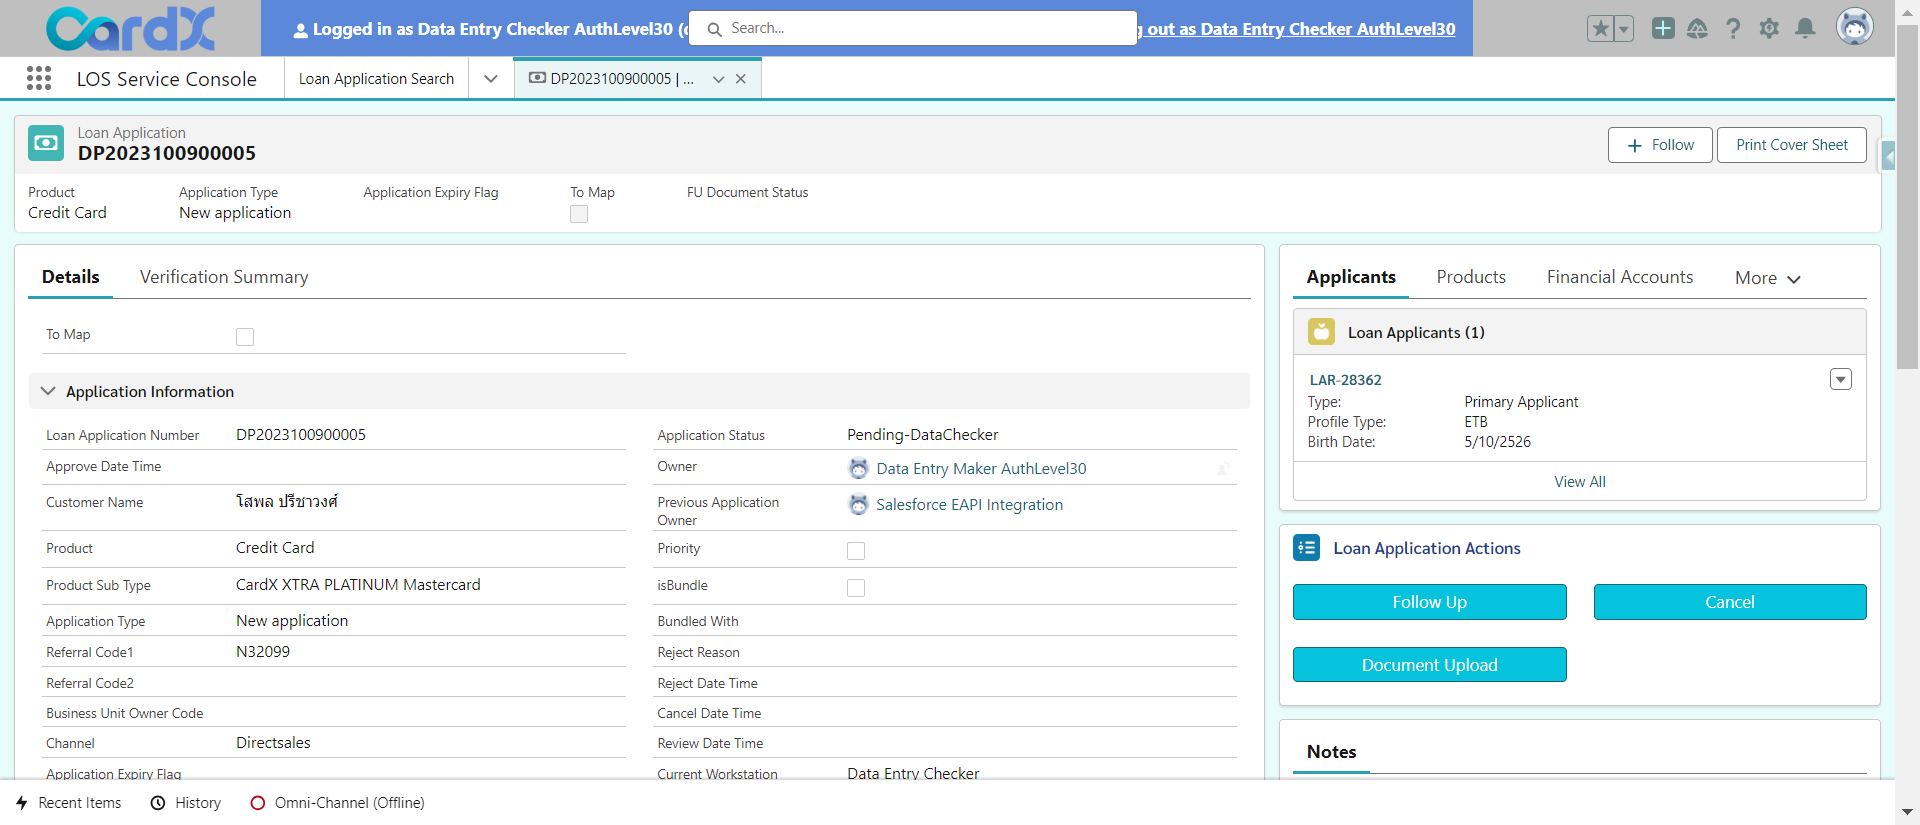 CardX
Logged in as Data Entry Checker AuthLevel30 (
Search...
out as Data Entry Checker AuthLevel30
LOS Service Console
Loan Application Search
DP2023100900005 | ...
Loan Application
DP2023100900005
Follow
Print Cover Sheet
Product
Application Type
Application Expiry Flag
To Map
FU Document Status
Credit Card
New application
Details
Verification Summary
To Map
Application Information
Loan Application Number
DP2023100900005
Application Status
Pending-DataChecker
Approve Date Time
Owner
Data Entry Maker AuthLevel30
Customer Name
โสพล ปรีชาวงศ์
Previous Application
Owner
Salesforce EAPI Integration
Product
Credit Card
Priority
Product Sub Type
CardX XTRA PLATINUM Mastercard
isBundle
Application Type
New application
Bundled With
Referral Code1
N32099
Reject Reason
Referral Code2
Reject Date Time
Business Unit Owner Code
Cancel Date Time
Channel
Directsales
Review Date Time
Application Expiry Flag
Current Workstation
Data Entry Checker
Applicants
Products
Financial Accounts
More
Loan Applicants (1)
LAR-28362
Type:
Primary Applicant
Profile Type:
ETB
Birth Date:
5/10/2526
View All
Loan Application Actions
Follow Up
Cancel
Document Upload
Notes
Recent Items
History
Omni-Channel (Offline)